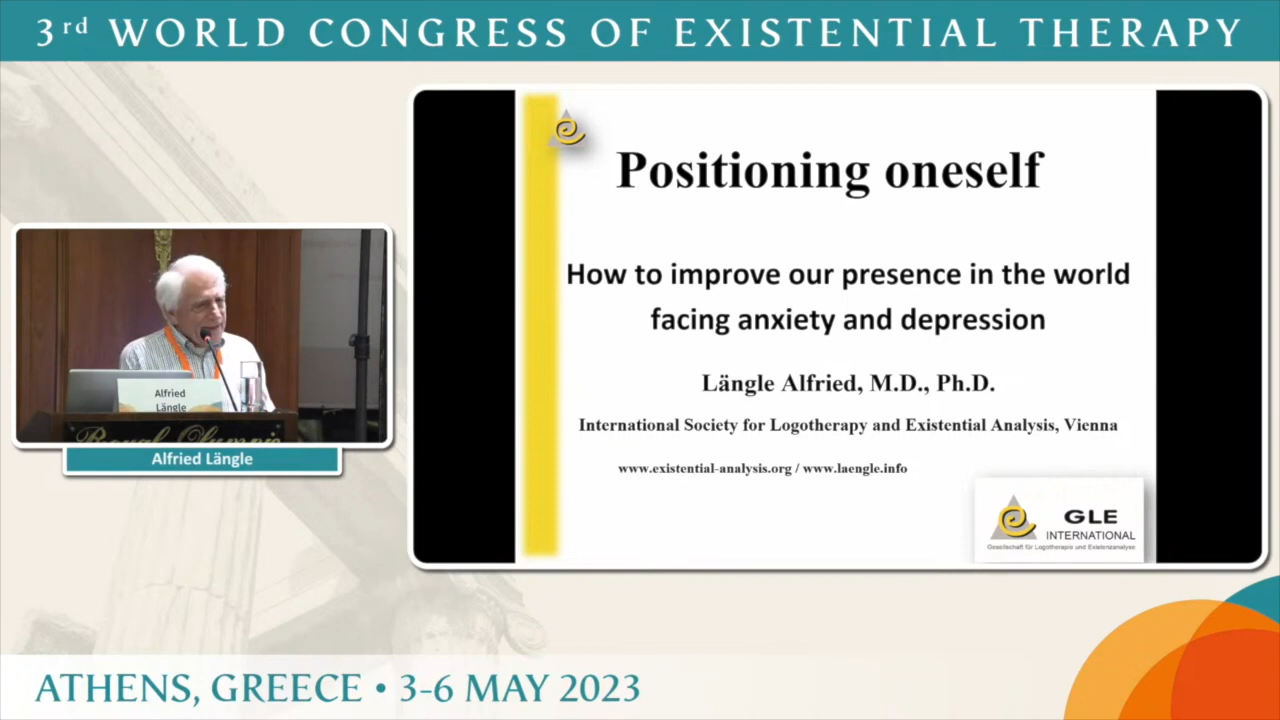 3rd WORLD CONGRESS OF EXISTENTIAL THERAPY
Positioning oneself
How to improve our presence in the world
facing anxiety and depression
Längle Alfried, M.D., Ph.D.
International Society for Logotherapy and Existential Analysis, Vienna
www.existential-analysis.org / www.laengle.info
GLE
INTERNATIONAL
Gesellschaft für Logotherapie und Existenzanalyse
Alfried
Längle
Royal Olympic
Alfried Längle
ATHENS, GREECE • 3-6 MAY 2023